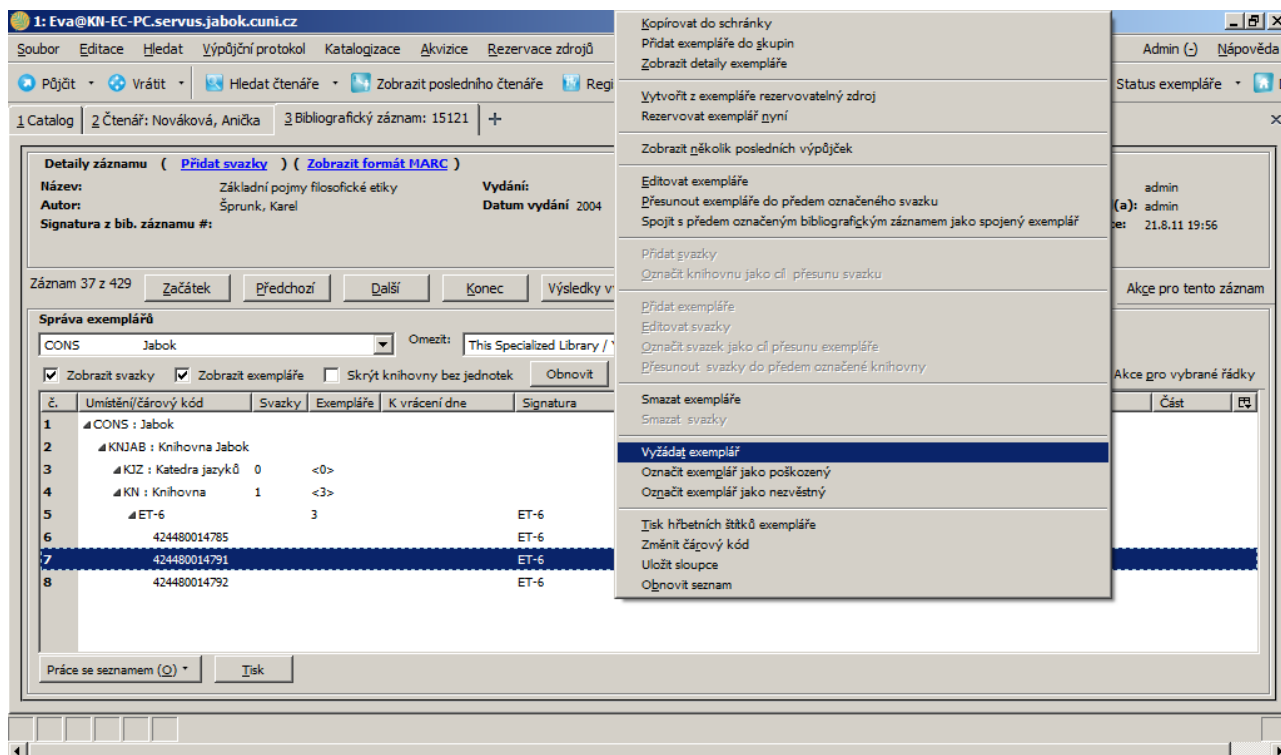 1: Eva@KN-EC-PC.servus.jabok.cuni.cz
Soubor Editace Hledat Výpůjční protokol Katalogizace Akvizice Rezervace zdrojů Admin (-) Nápověda
Půjčit Vrátit Hledat čtenáře Zobrazit posledního čtenáře Regi Status exempláře
1 Catalog 2 Čtenář: Nováková, Anička 3 Bibliografický záznam: 15121
Detaily záznamu ( Přidat svazky ) ( Zobrazit formát MARC )
Název: Základní pojmy filosofické etiky Vydání: admin
Autor: Šprunk, Karel Datum vydání 2004 (a): admin
Signatura z bib. záznamu #: ce: 21.8.11 19:56
Záznam 37 z 429 Začátek Předchozí Další Konec Výsledky v Akce pro tento záznam
Správa exemplářů
CONS Jabok Omezit: This Specialized Library / Y
Zobrazit svazky Zobrazit exempláře Skrýt knihovny bez jednotek Obnovit Akce pro vybrané řádky
č. Umístění/čárový kód Svazky Exempláře K vrácení dne Signatura Část
1 CONS : Jabok
2 KNJAB : Knihovna Jabok
3 KJZ : Katedra jazyků 0 <0>
4 KN : Knihovna 1 <3>
5 ET-6 3 ET-6
6 424480014785 ET-6
7 424480014791 ET-6
8 424480014792 ET-6
Práce se seznamem (O) Tisk
Kopírovat do schránky
Přidat exempláře do skupin
Zobrazit detaily exempláře
Vytvořit z exempláře rezervovatelný zdroj
Rezervovat exemplář nyní
Zobrazit několik posledních výpůjček
Editovat exempláře
Přesunout exempláře do předem označeného svazku
Spojit s předem označeným bibliografickým záznamem jako spojený exemplář
Přidat svazky
Označit knihovnu jako cíl přesunu svazku
Přidat exempláře
Editovat svazky
Označit svazek jako cíl přesunu exempláře
Přesunout svazky do předem označené knihovny
Smazat exempláře
Smazat svazky
Vyžádat exemplář
Označit exemplář jako poškozený
Označit exemplář jako nezvěstný
Tisk hřbetních štítků exempláře
Změnit čárový kód
Uložit sloupce
Obnovit seznam